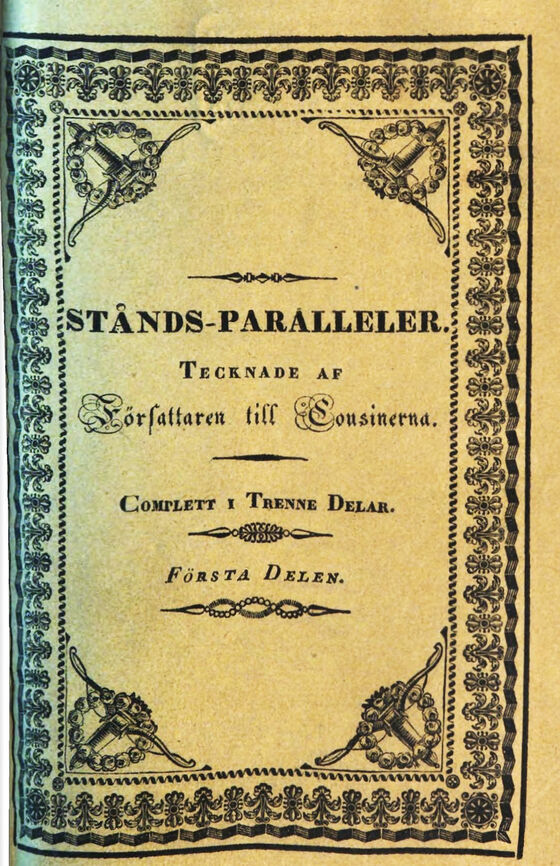 STÅNDS-PARALLELER.
TECKNADE AF
Författaren till Cousinerna.
COMPLETT I TRENNE DELAR.
FÖRSTA DELEN.